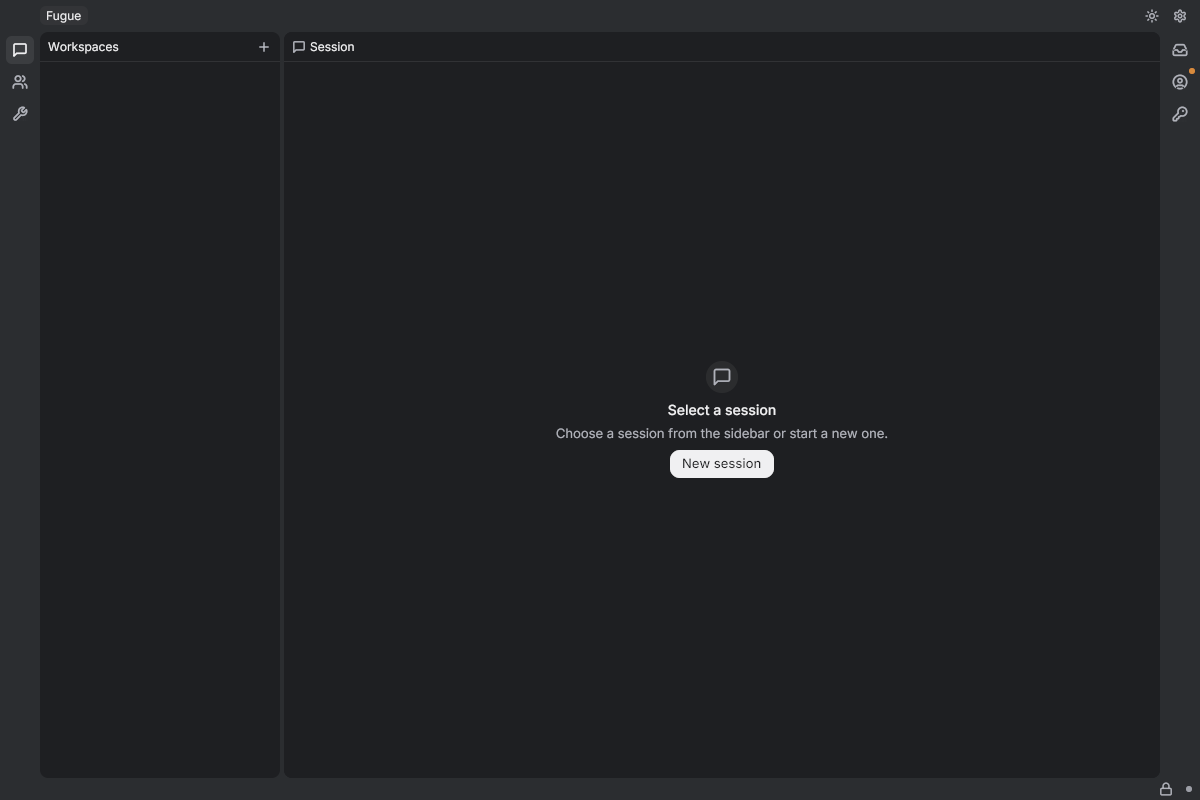 Fugue
Workspaces
Session
Select a session
Choose a session from the sidebar or start a new one.
New session